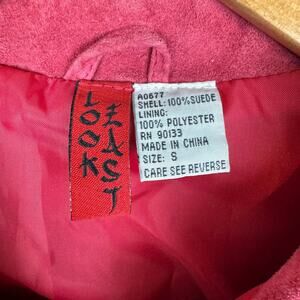 LOOK
EAST
A0677
SHELL: 100% SUEDE
LINING:
100% POLYESTER
RN 90133
MADE IN CHINA
SIZE: S
CARE SEE REVERSE